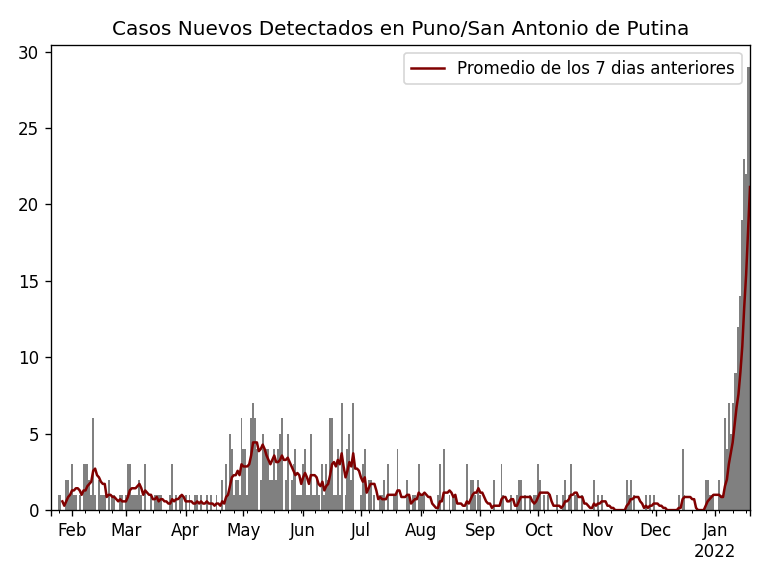 Casos Nuevos Detectados en Puno/San Antonio de Putina
Promedio de los 7 dias anteriores
30
25
20
15
10
5
0
Feb Mar Apr May Jun Jul Aug Sep Oct Nov Dec Jan
2022